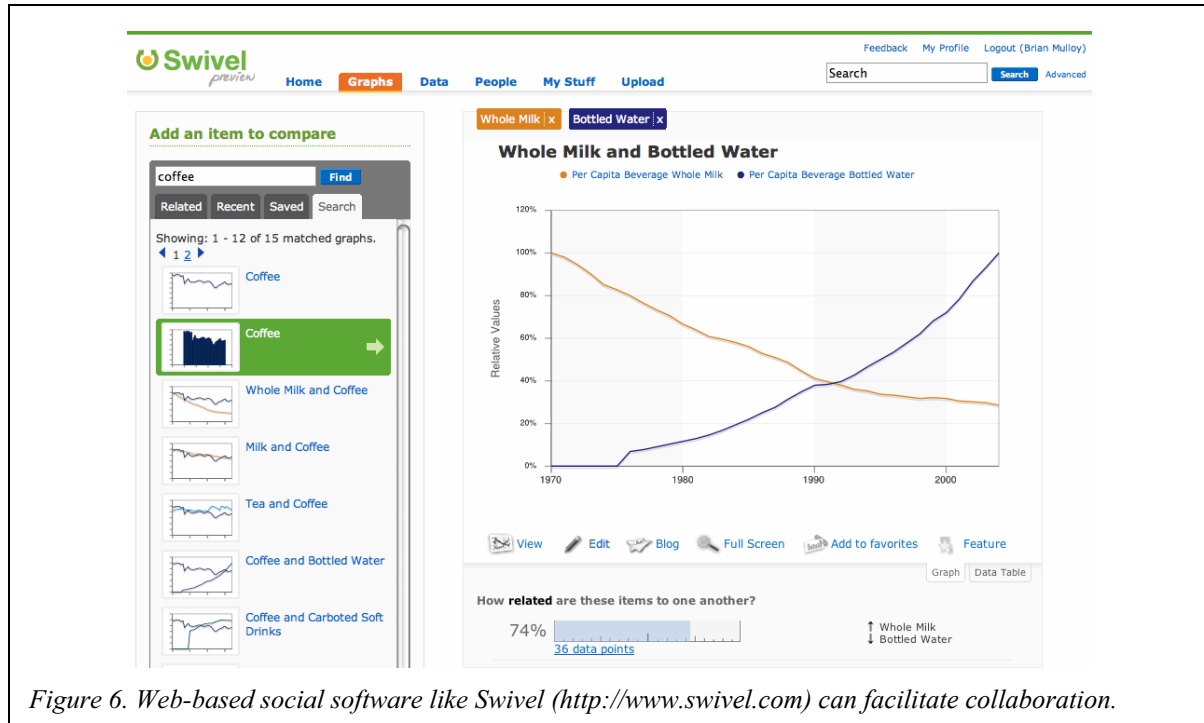 Swivel
preview
Feedback My Profile Logout (Brian Mulloy)
Search Search Advanced
Home Graphs Data People My Stuff Upload
Add an item to compare
coffee Find
Related Recent Saved Search
Showing: 1 - 12 of 15 matched graphs.
1 2
Coffee
Coffee
Whole Milk and Coffee
Milk and Coffee
Tea and Coffee
Coffee and Bottled Water
Coffee and Carboted Soft
Drinks
Whole Milk x Bottled Water x
Whole Milk and Bottled Water
Per Capita Beverage Whole Milk Per Capita Beverage Bottled Water
120%
100%
80%
60%
40%
20%
0%
Relative Values
1970 1980 1990 2000
View Edit Blog Full Screen Add to favorites Feature
Graph Data Table
How related are these items to one another?
74%
36 data points
↑ Whole Milk
↓ Bottled Water
Figure 6. Web-based social software like Swivel (http://www.swivel.com) can facilitate collaboration.